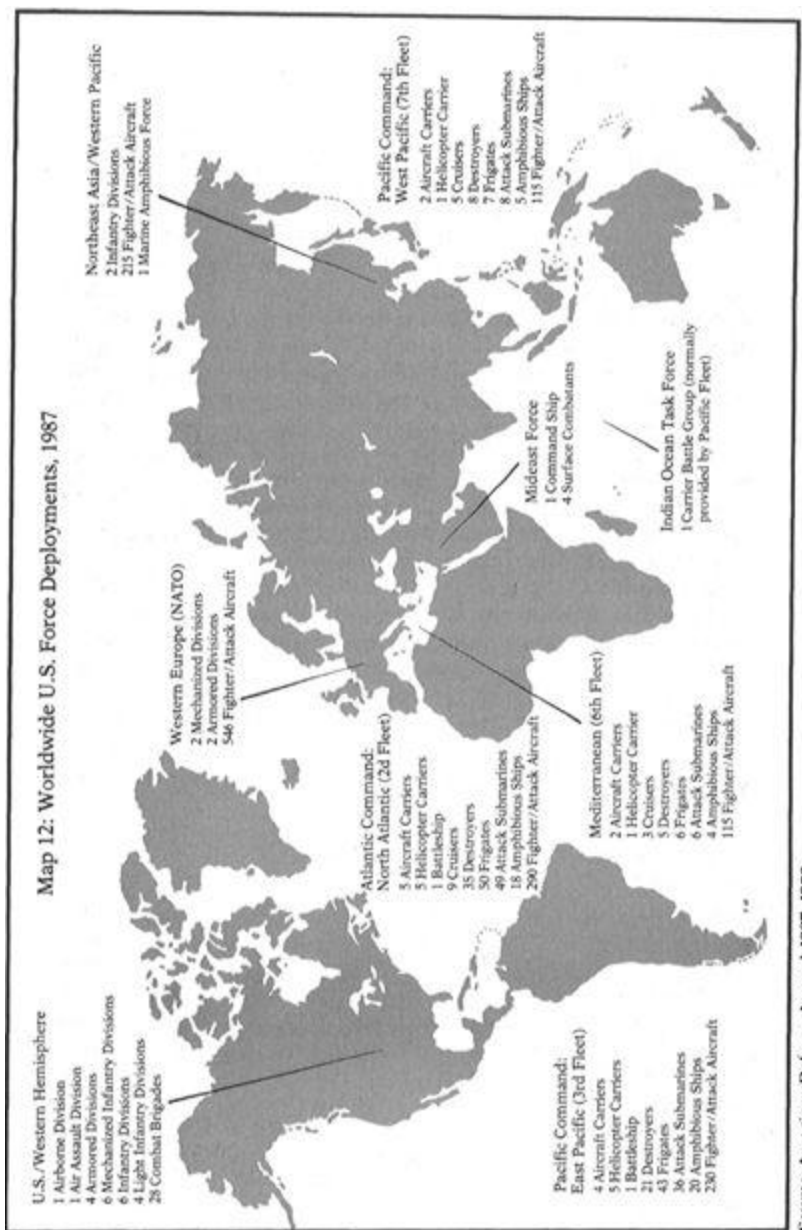 Map 12: Worldwide U.S. Force Deployments, 1987
U.S./Western Hemisphere
1 Airborne Division
1 Air Assault Division
4 Armored Divisions
6 Mechanized Infantry Divisions
6 Infantry Divisions
4 Light Infantry Divisions
28 Combat Brigades
Western Europe (NATO)
2 Mechanized Divisions
2 Armored Divisions
546 Fighter/Attack Aircraft
Northeast Asia/Western Pacific
2 Infantry Divisions
215 Fighter/Attack Aircraft
1 Marine Amphibious Force
Atlantic Command:
North Atlantic (2d Fleet)
5 Aircraft Carriers
5 Helicopter Carriers
1 Battleship
9 Cruisers
35 Destroyers
50 Frigates
49 Attack Submarines
18 Amphibious Ships
290 Fighter/Attack Aircraft
Pacific Command:
West Pacific (7th Fleet)
2 Aircraft Carriers
1 Helicopter Carrier
5 Cruisers
8 Destroyers
7 Frigates
8 Attack Submarines
5 Amphibious Ships
115 Fighter/Attack Aircraft
Mideast Force
1 Command Ship
4 Surface Combatants
Pacific Command:
East Pacific (3rd Fleet)
4 Aircraft Carriers
5 Helicopter Carriers
1 Battleship
21 Destroyers
43 Frigates
36 Attack Submarines
20 Amphibious Ships
230 Fighter/Attack Aircraft
Mediterranean (6th Fleet)
2 Aircraft Carriers
1 Helicopter Carrier
3 Cruisers
5 Destroyers
6 Frigates
6 Attack Submarines
4 Amphibious Ships
115 Fighter/Attack Aircraft
Indian Ocean Task Force
1 Carrier Battle Group (normally
provided by Pacific Fleet)